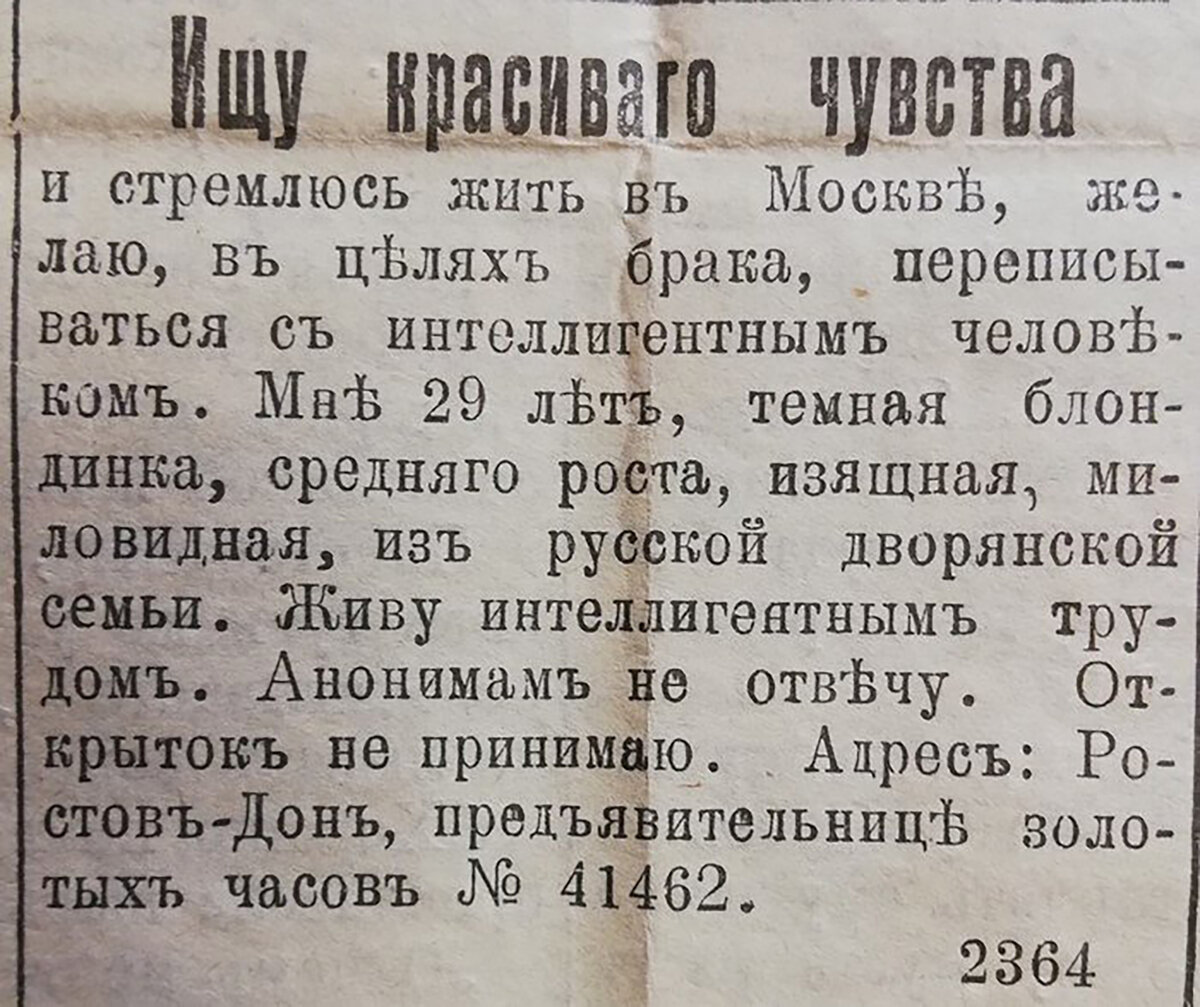 Ищу красиваго чувства
и стремлюсь жить въ Москвѣ, же-
лаю, въ цѣляхъ брака, переписы-
ваться съ интеллигентнымъ человѣ-
комъ. Мнѣ 29 лѣтъ, темная блон-
динка, средняго роста, изящная, ми-
ловидная, изъ русской дворянской
семьи. Живу интеллигентнымъ тру-
домъ. Анонимамъ не отвѣчу. От-
крытокъ не принимаю. Адресъ: Ро-
стовъ-Донъ, предъявительницѣ золо-
тыхъ часовъ № 41462.
2364